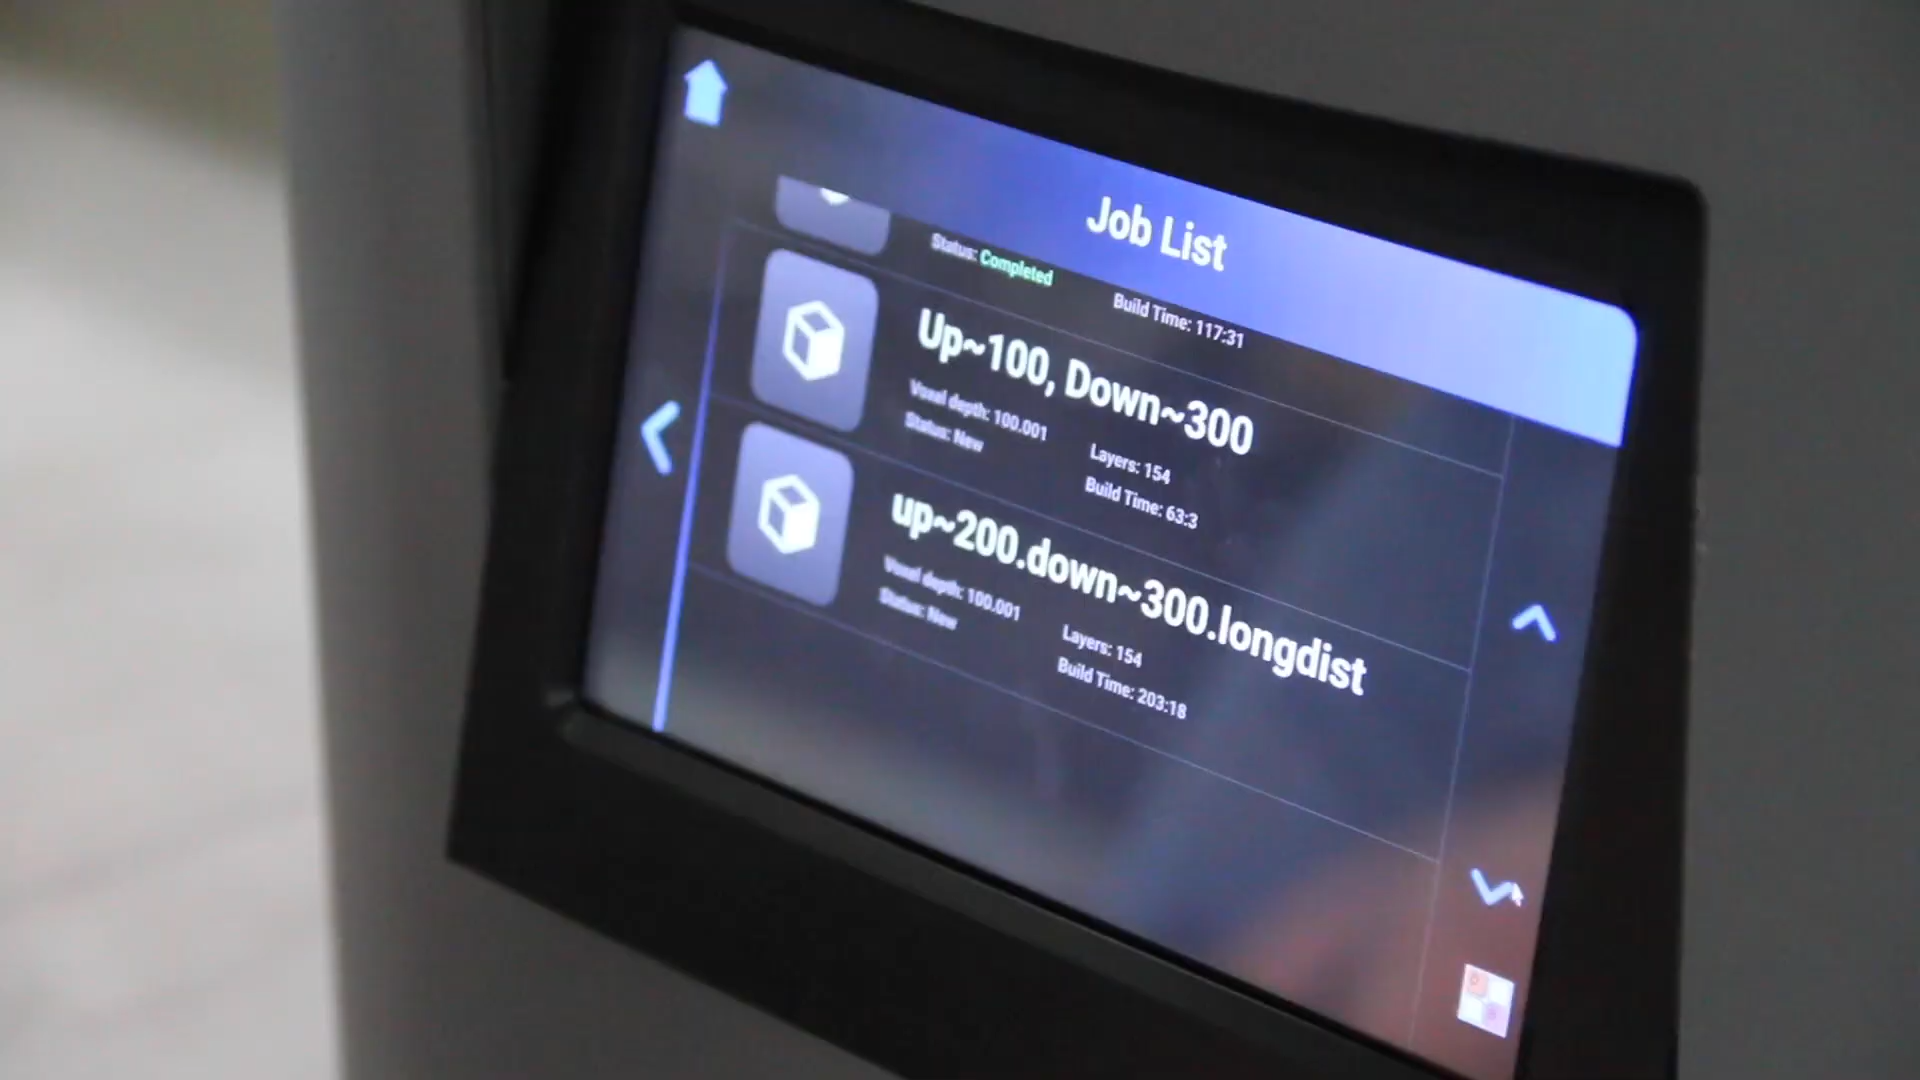 Job List
Status: Completed
Build Time: 117:31
Up~100, Down~300
Voxel depth: 100.001
Layers: 154
Status: New
Build Time: 63:3
up~200.down~300.longdist
Voxel depth: 100.001
Layers: 154
Status: New
Build Time: 203:18